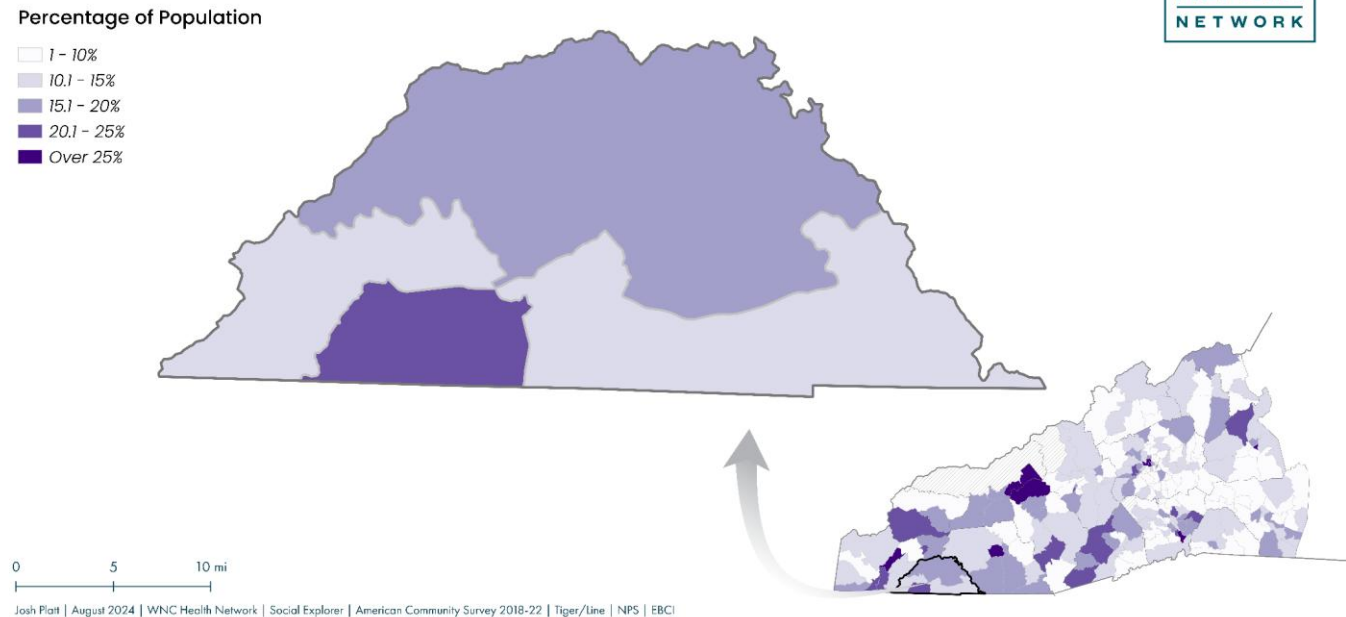 Percentage of Population
1 - 10%
10.1 - 15%
15.1 - 20%
20.1 - 25%
Over 25%
NETWORK
0 5 10 mi
Josh Platt | August 2024 | WNC Health Network | Social Explorer | American Community Survey 2018-22 | Tiger/Line | NPS | EBCI